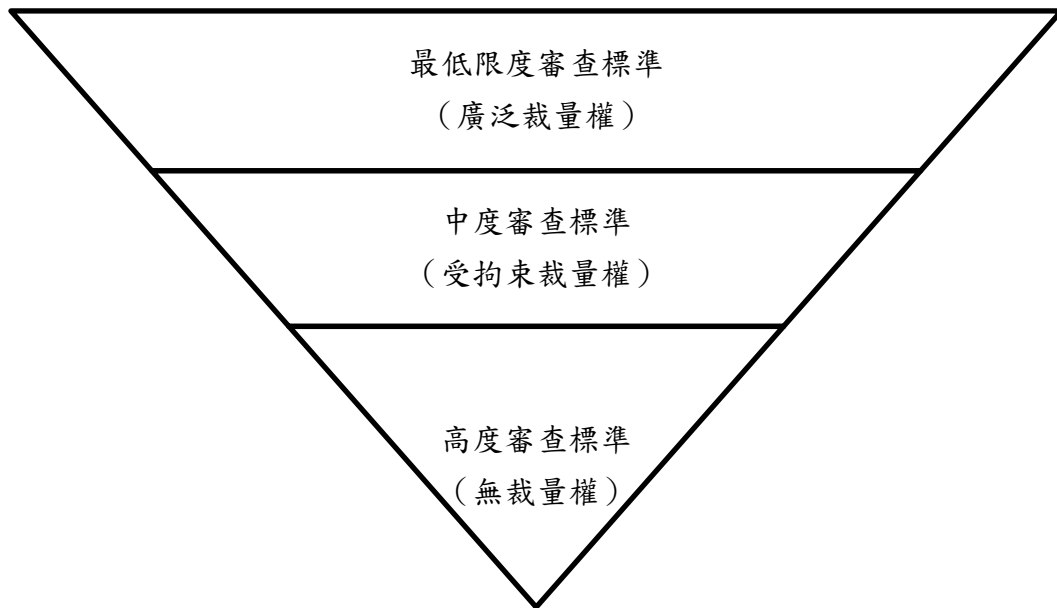 最低限度審查標準
（廣泛裁量權）
中度審查標準
（受拘束裁量權）
高度審查標準
（無裁量權）